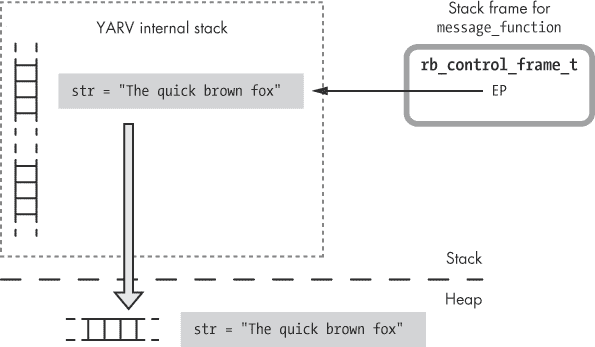 Stack frame for
message_function
YARV internal stack
rb_control_frame_t
str = "The quick brown fox"
EP
Stack
Heap
str = "The quick brown fox"